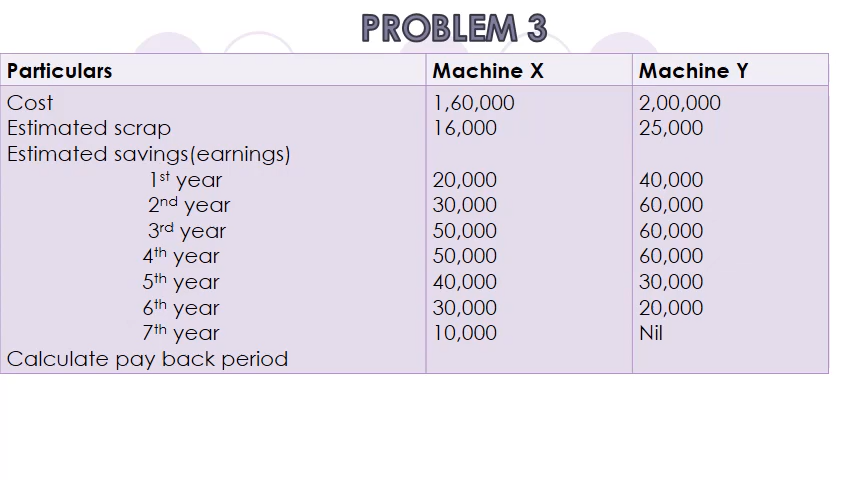 PROBLEM 3
Particulars Machine X Machine Y
Cost 1,60,000 2,00,000
Estimated scrap 16,000 25,000
Estimated savings(earnings)
1st year 20,000 40,000
2nd year 30,000 60,000
3rd year 50,000 60,000
4th year 50,000 60,000
5th year 40,000 30,000
6th year 30,000 20,000
7th year 10,000 Nil
Calculate pay back period